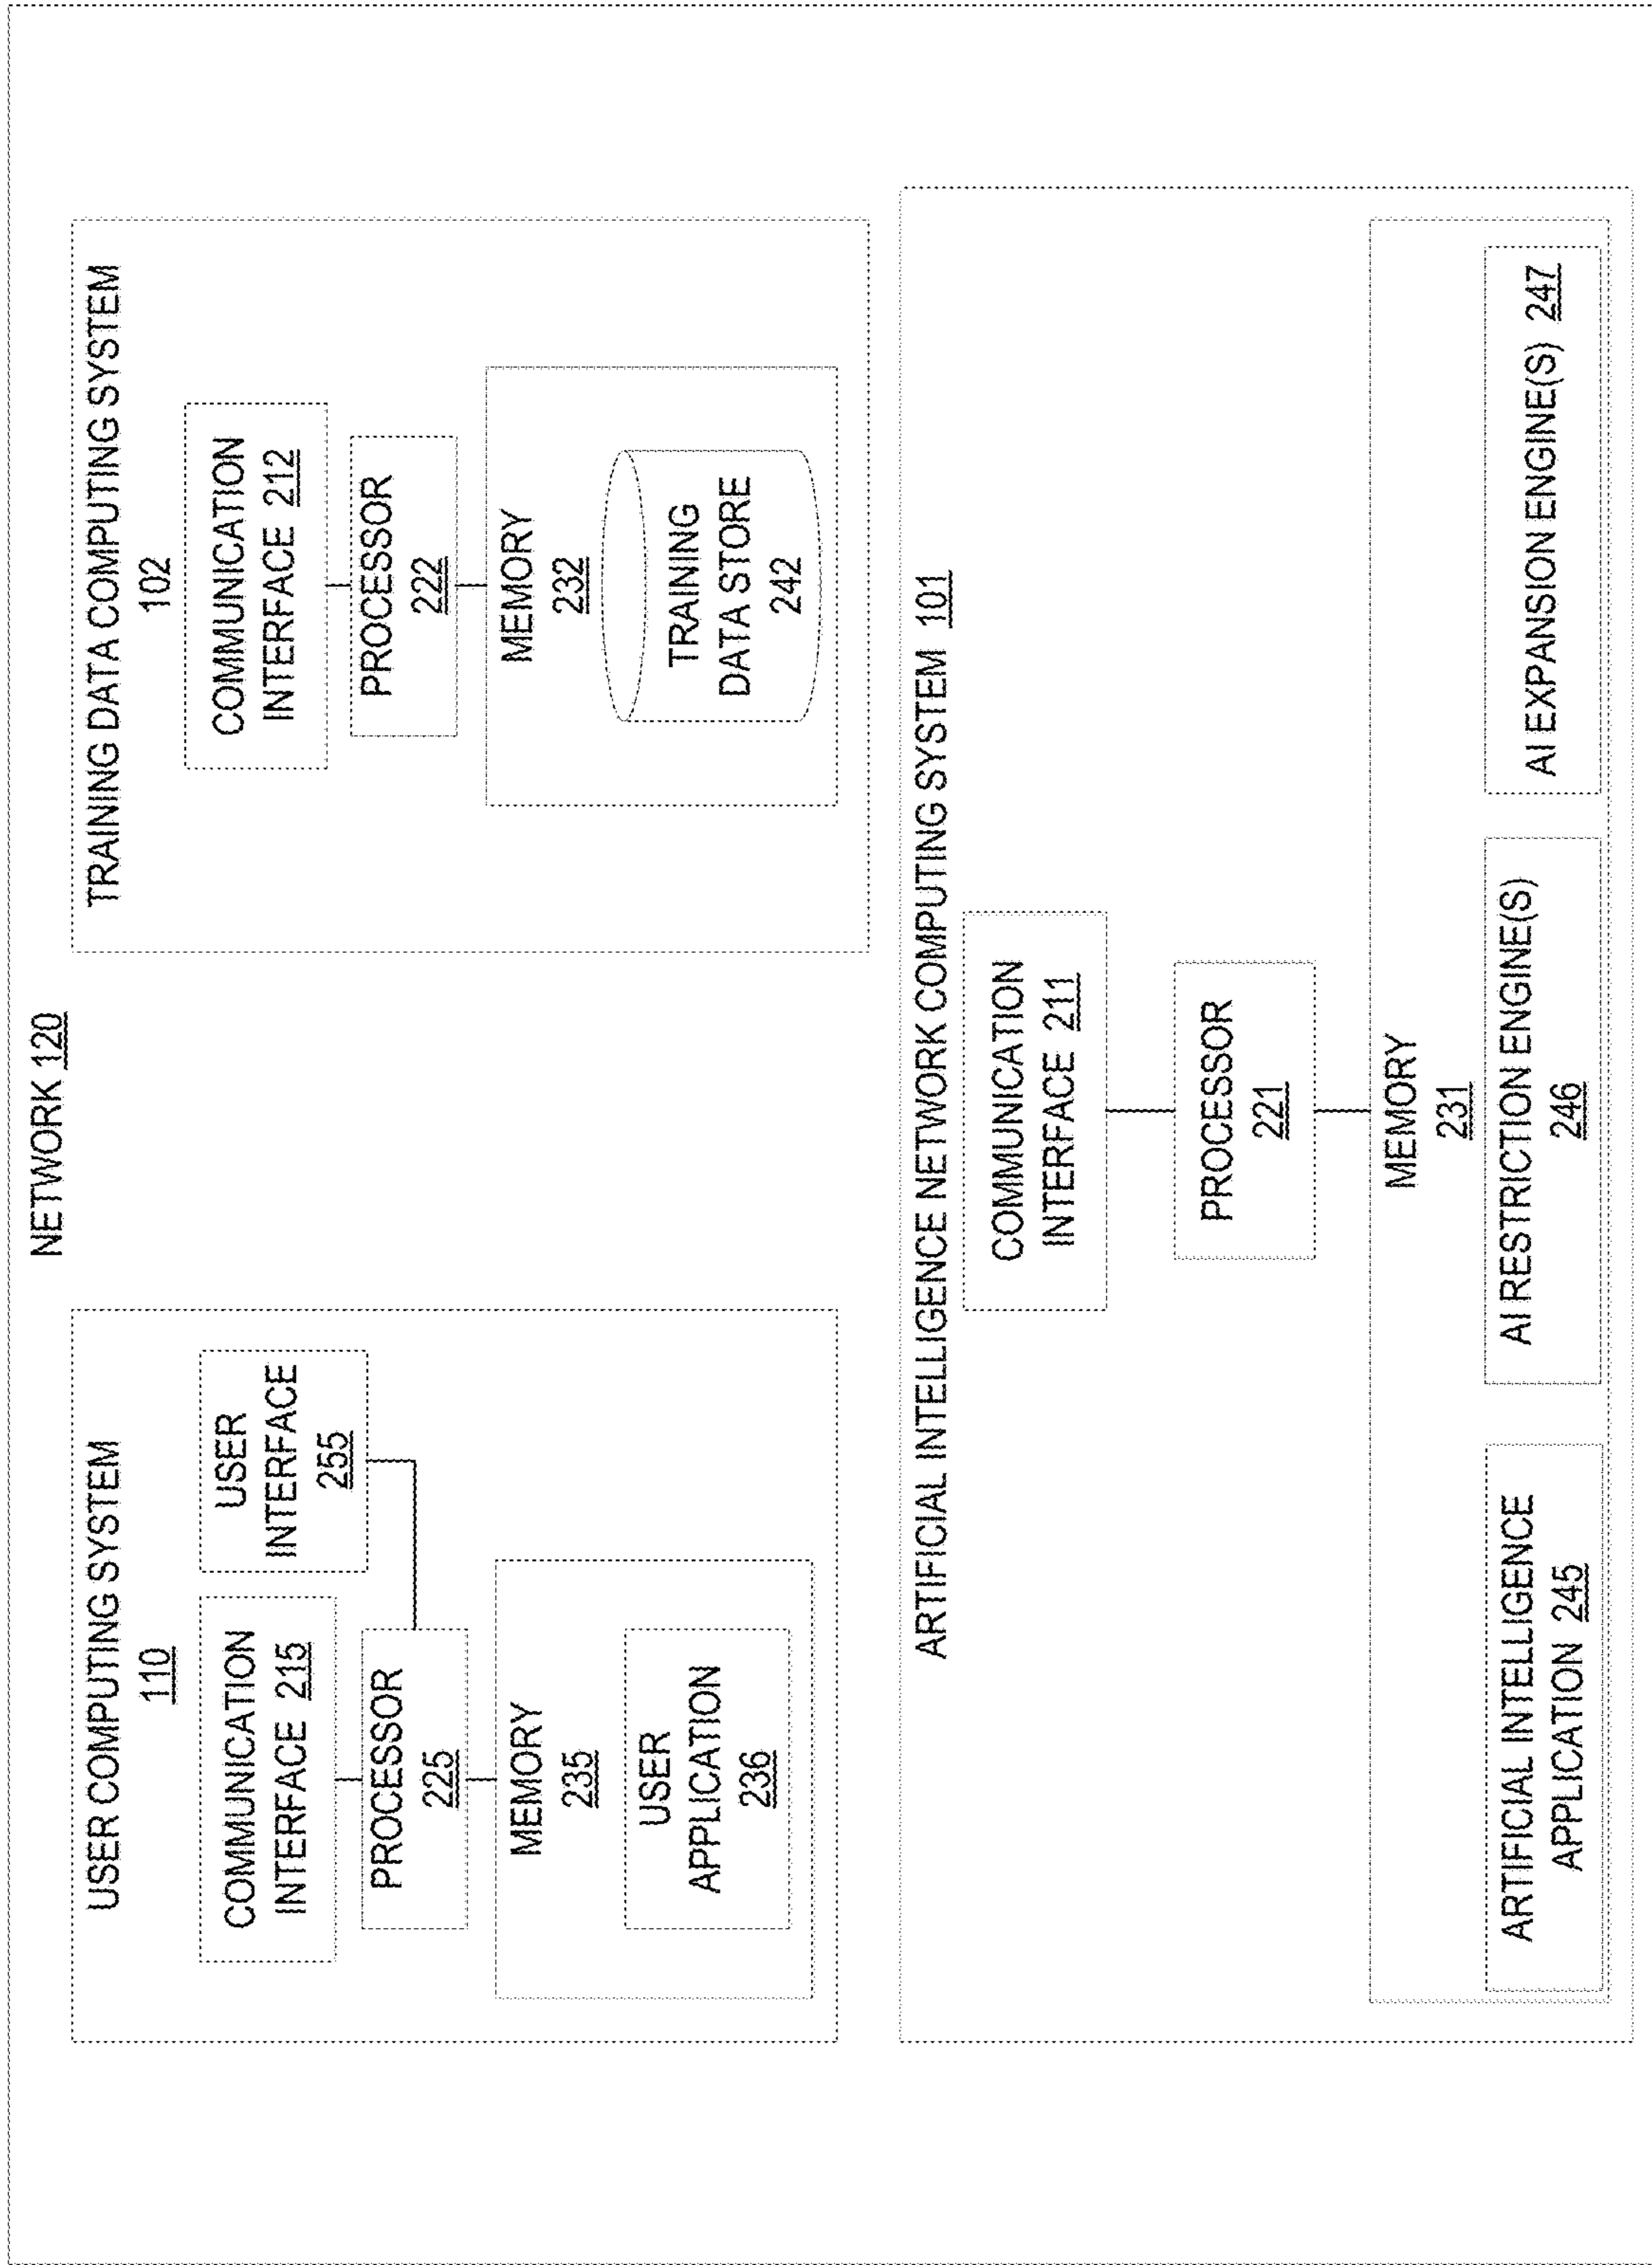 NETWORK 120
USER COMPUTING SYSTEM
110
COMMUNICATION
INTERFACE 215
USER
INTERFACE
255
PROCESSOR
225
MEMORY
235
USER
APPLICATION
236
TRAINING DATA COMPUTING SYSTEM
102
COMMUNICATION
INTERFACE 212
PROCESSOR
222
MEMORY
232
TRAINING
DATA STORE
242
ARTIFICIAL INTELLIGENCE NETWORK COMPUTING SYSTEM 101
COMMUNICATION
INTERFACE 211
PROCESSOR
221
MEMORY
231
ARTIFICIAL INTELLIGENCE
APPLICATION 245
AI RESTRICTION ENGINE(S)
246
AI EXPANSION ENGINE(S) 247